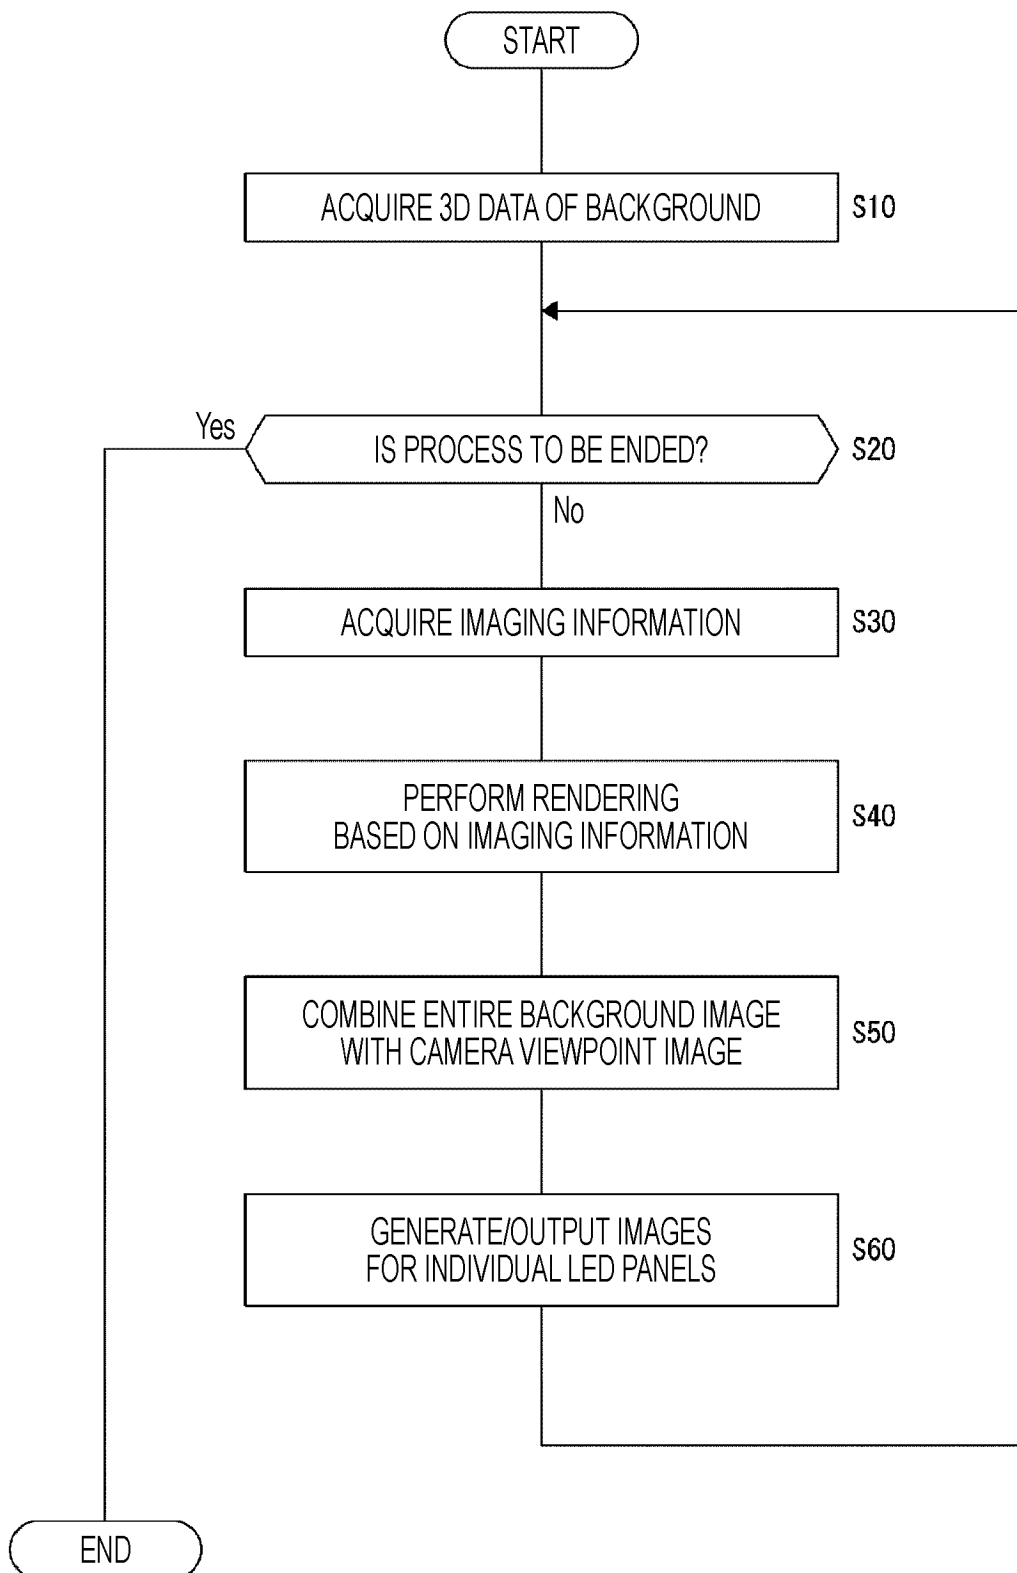 START
ACQUIRE 3D DATA OF BACKGROUND
S10
Yes
IS PROCESS TO BE ENDED?
S20
No
ACQUIRE IMAGING INFORMATION
S30
PERFORM RENDERING
BASED ON IMAGING INFORMATION
S40
COMBINE ENTIRE BACKGROUND IMAGE
WITH CAMERA VIEWPOINT IMAGE
S50
GENERATE/OUTPUT IMAGES
FOR INDIVIDUAL LED PANELS
S60
END